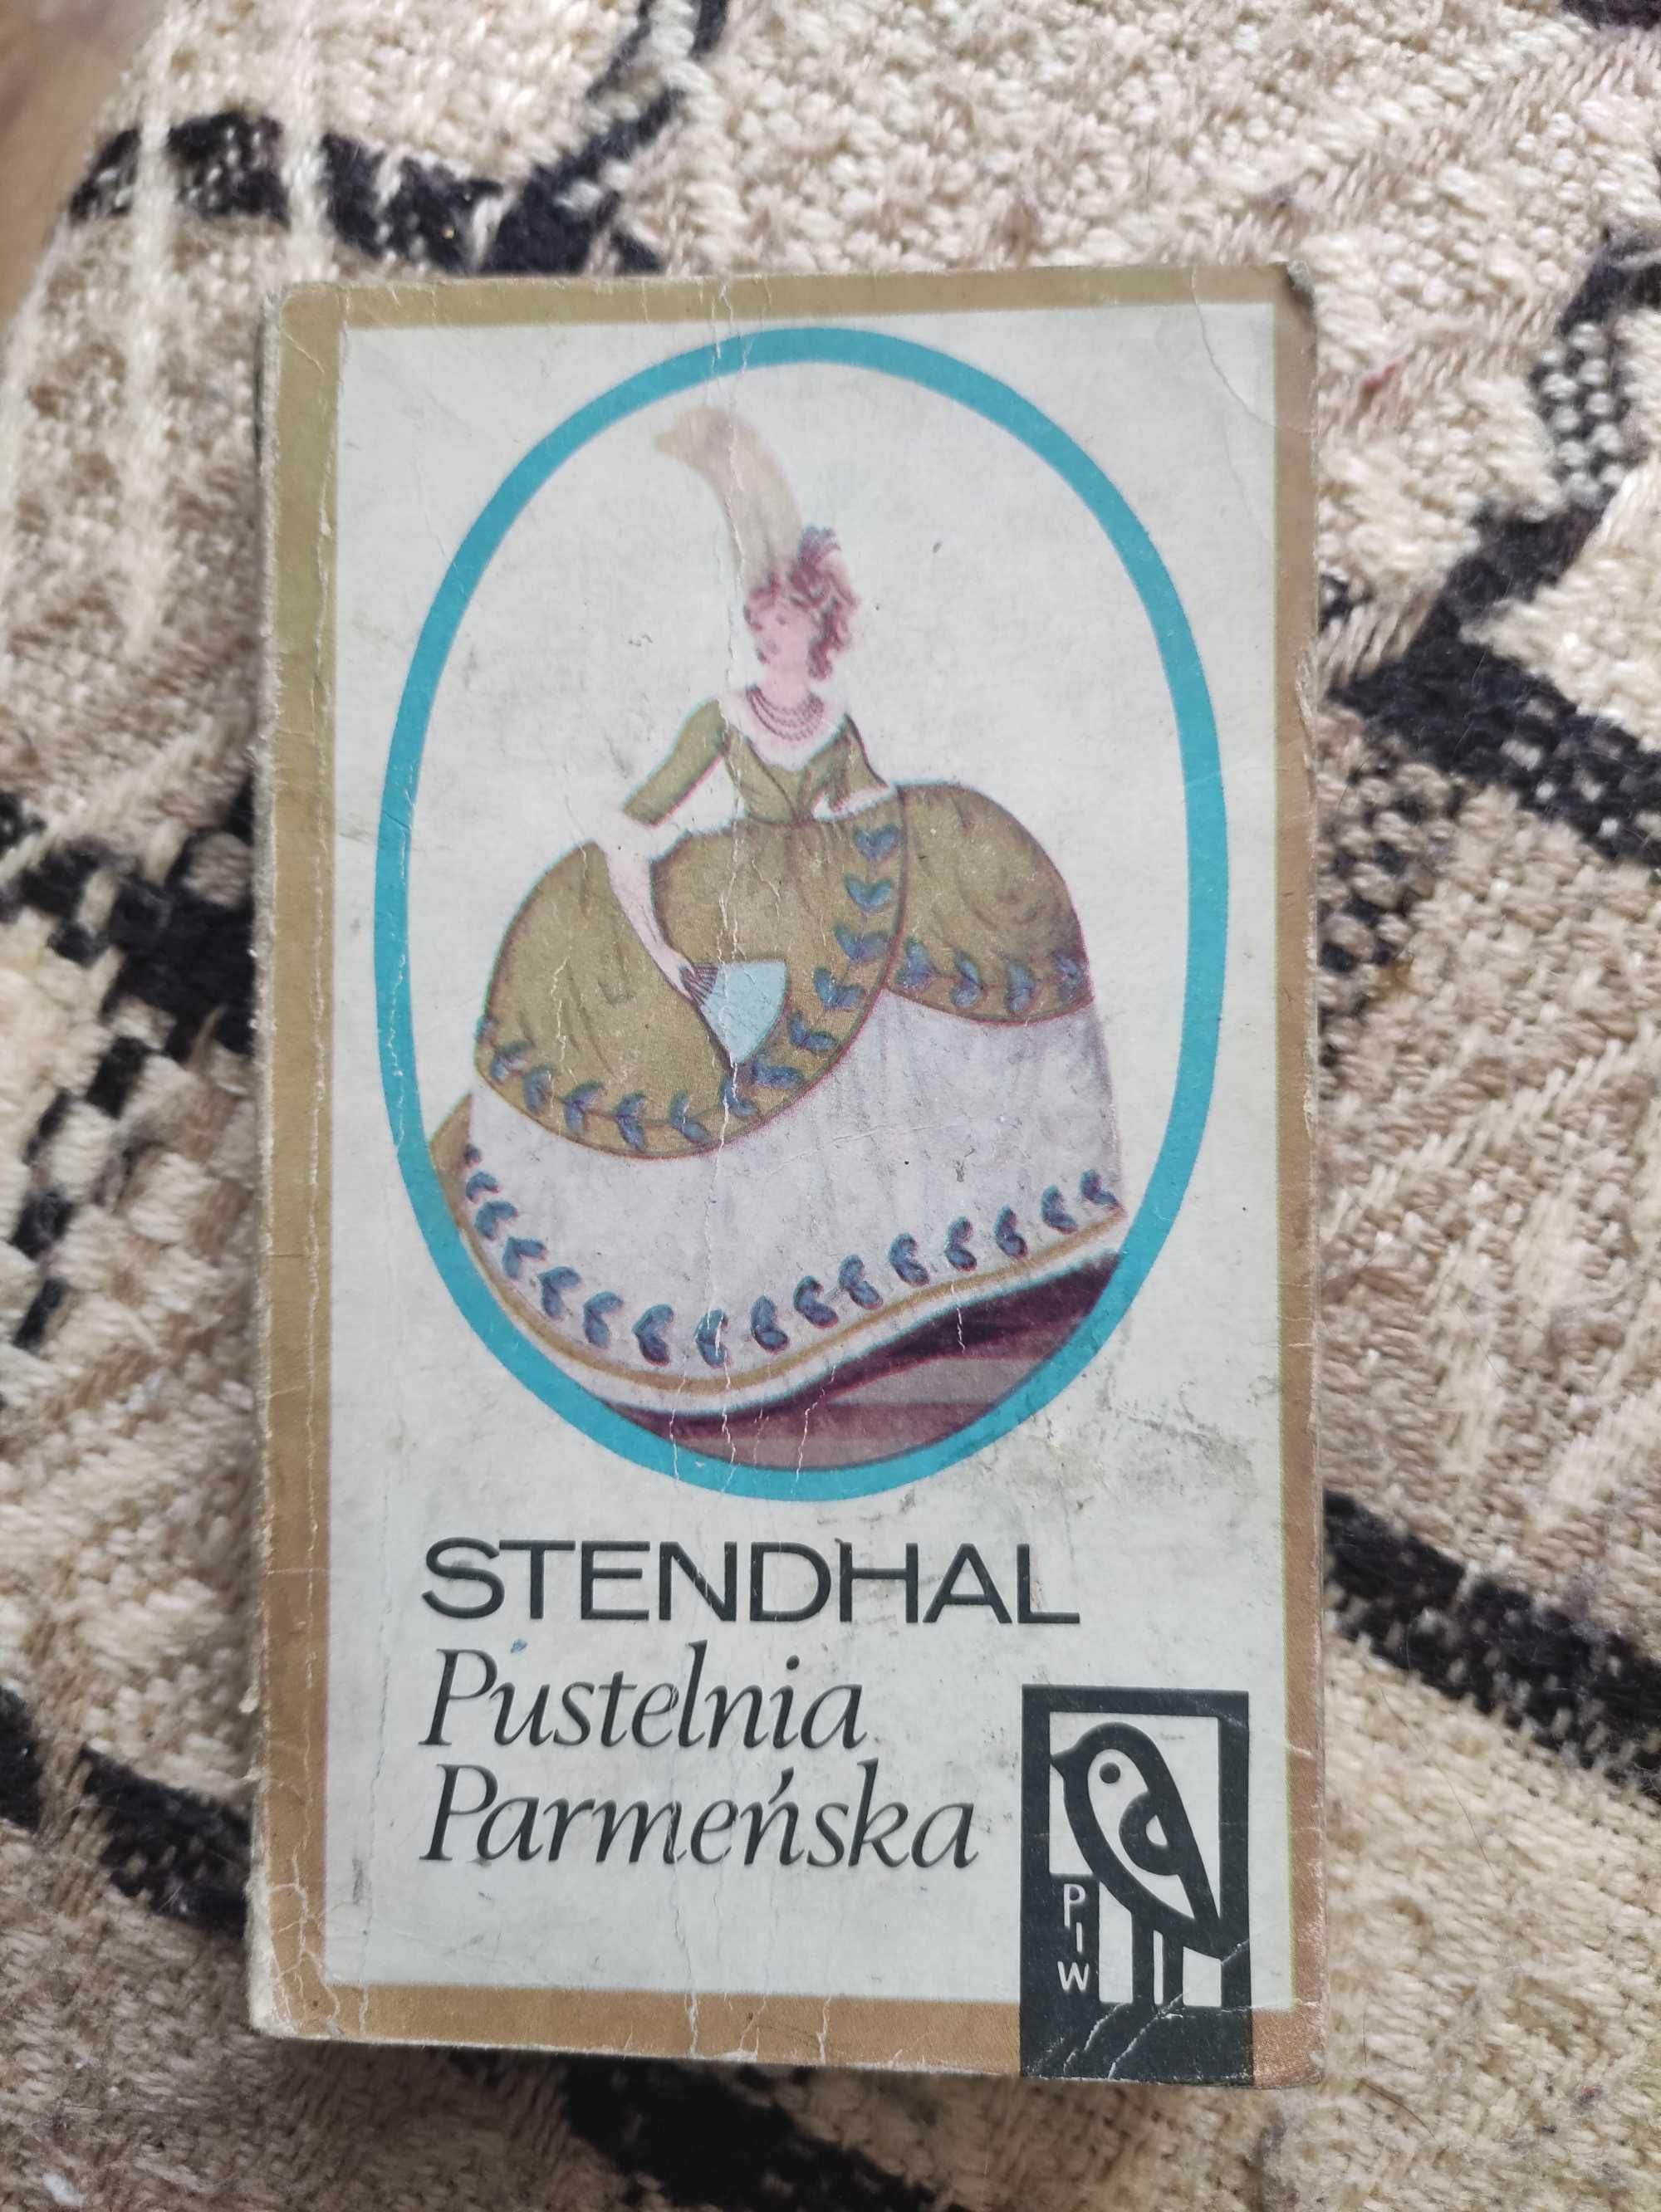 STENDHAL
Pustelnia
Parmeńska
PIW